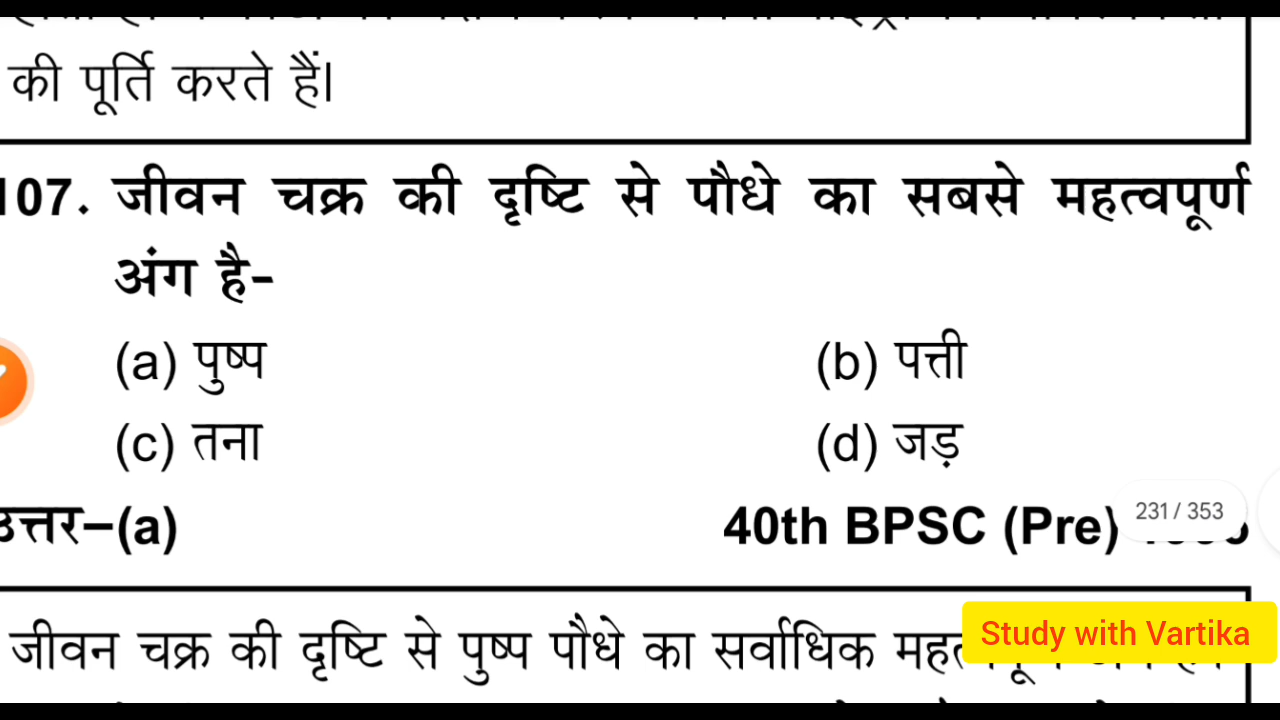 की पूर्ति करते हैं।
107. जीवन चक्र की दृष्टि से पौधे का सबसे महत्वपूर्ण
अंग है-
(a) पुष्प (b) पत्ती
(c) तना (d) जड़
उत्तर–(a) 40th BPSC (Pre)
231 / 353
जीवन चक्र की दृष्टि से पुष्प पौधे का सर्वाधिक
Study with Vartika